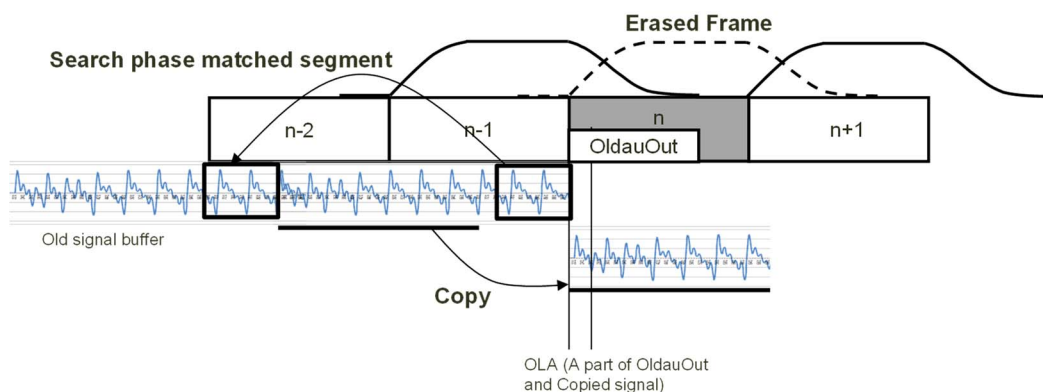 Erased Frame
Search phase matched segment
n-2
n-1
n
n+1
OldauOut
Old signal buffer
Copy
OLA (A part of OldauOut
and Copied signal)